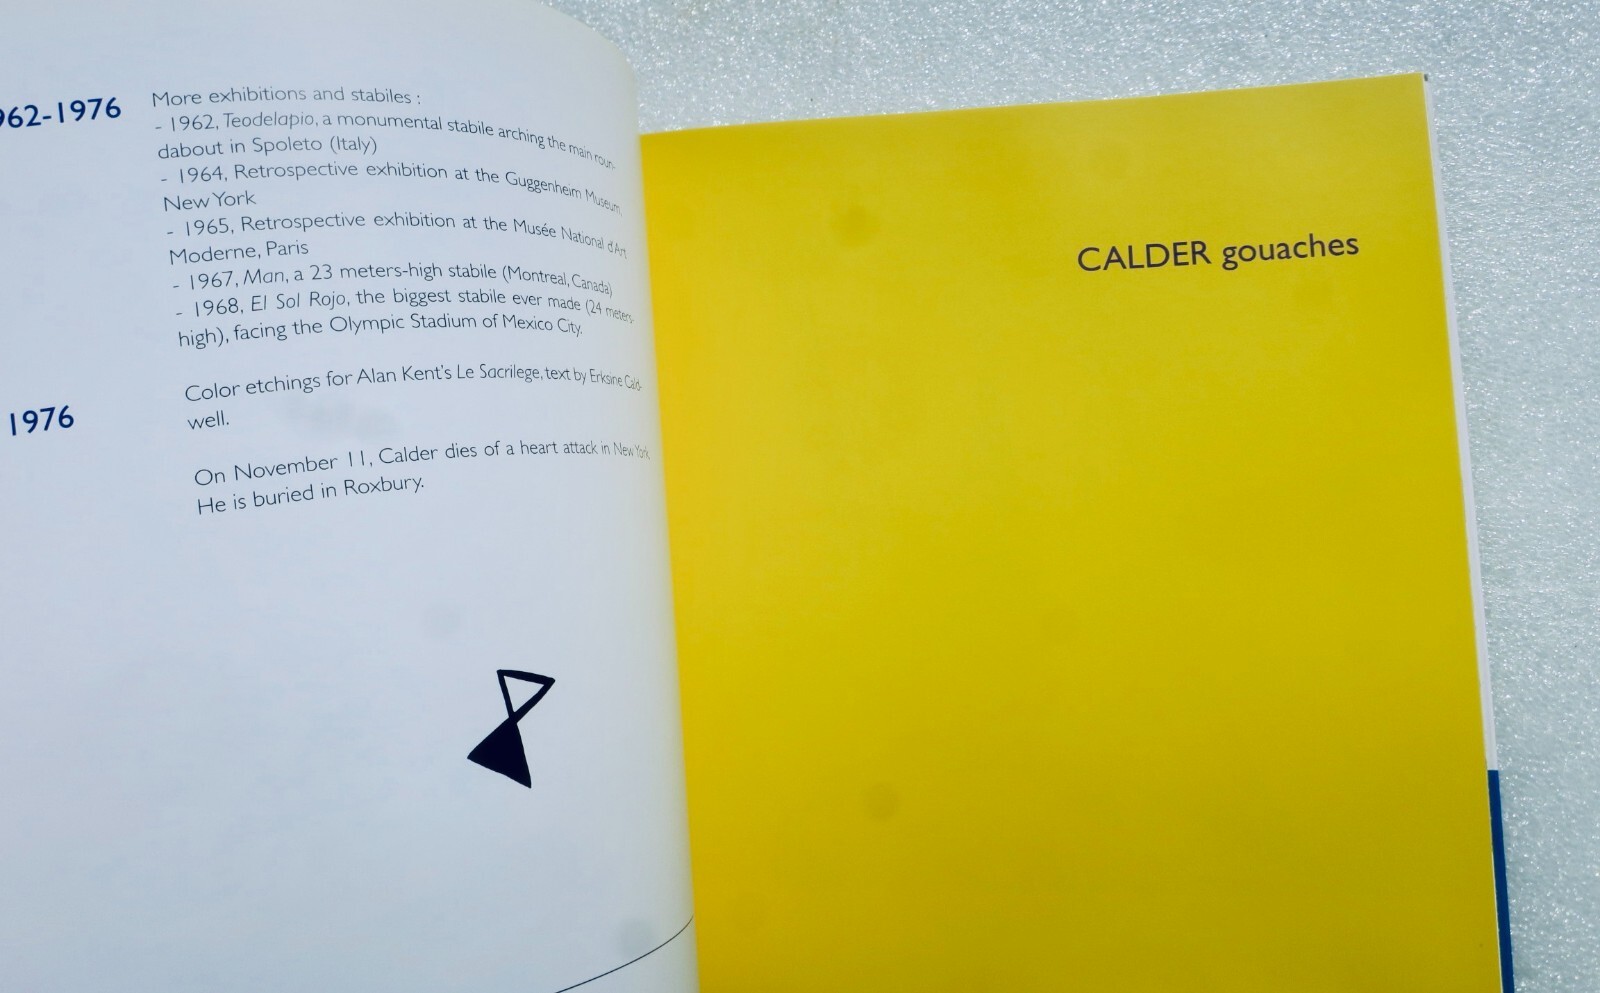 962-1976
More exhibitions and stabiles :
- 1962, Teodelapio, a monumental stabile arching the main roun-
dabout in Spoleto (Italy)
- 1964, Retrospective exhibition at the Guggenheim Museum,
New York
- 1965, Retrospective exhibition at the Musée National d'Art
Moderne, Paris
- 1967, Man, a 23 meters-high stabile (Montreal, Canada)
- 1968, El Sol Rojo, the biggest stabile ever made (24 meters-
high), facing the Olympic Stadium of Mexico City.
Color etchings for Alan Kent's Le Sacrilege, text by Erksine Cald-
well.
1976
On November 11, Calder dies of a heart attack in New York.
He is buried in Roxbury.
CALDER gouaches